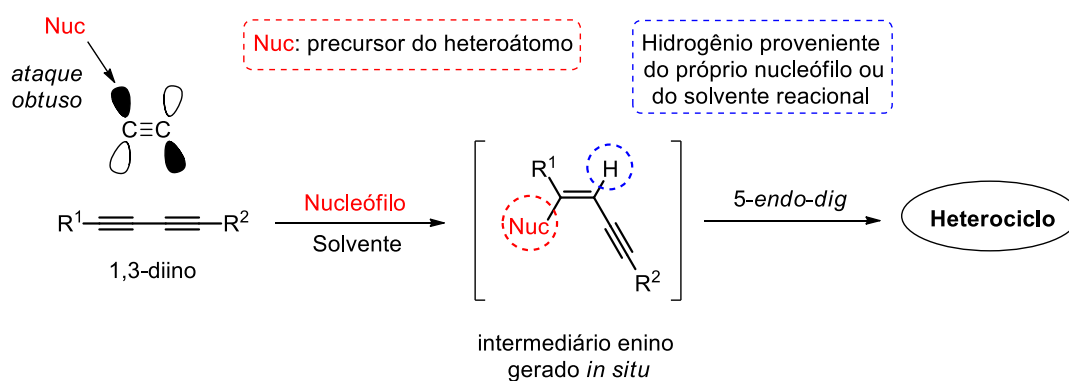 Nuc
ataque
obtuso
C≡C
Nuc: precursor do heteroátomo
Hidrogênio proveniente
do próprio nucleófilo ou
do solvente reacional
R¹
R²
1,3-diino
Nucleófilo
Solvente
R¹
H
Nuc
R²
intermediário enino
gerado in situ
5-endo-dig
Heterociclo